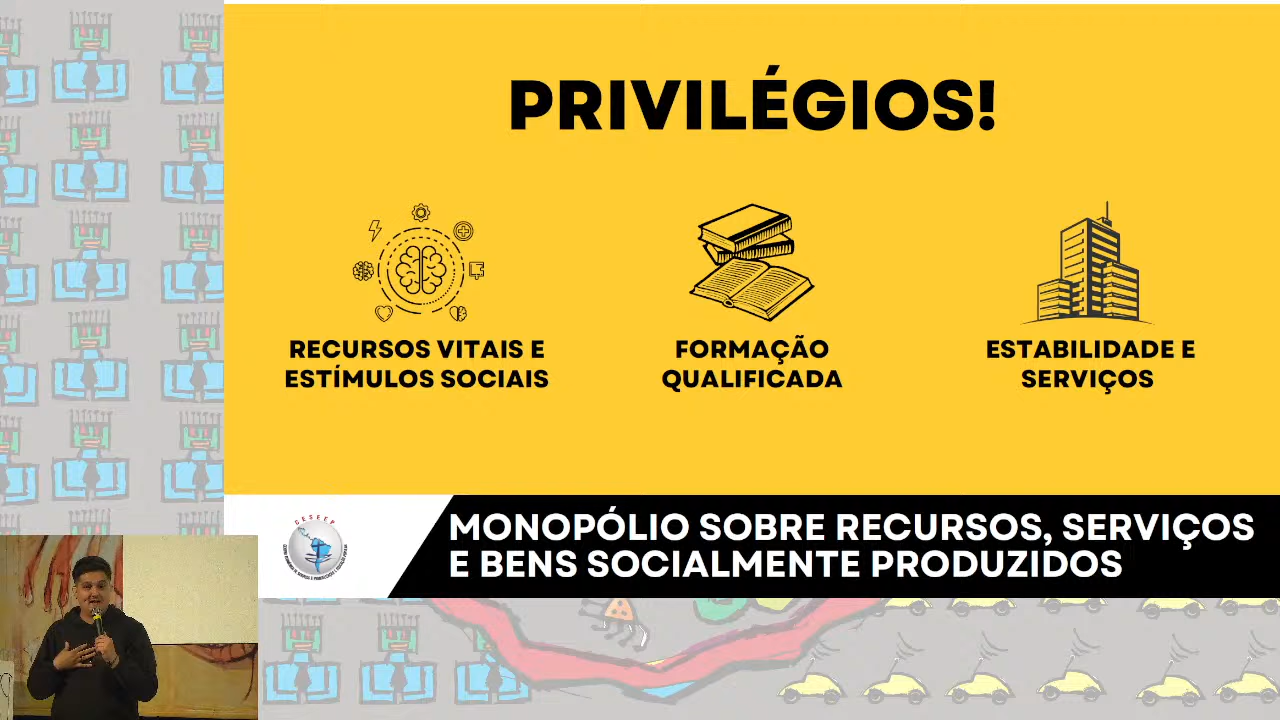 PRIVILÉGIOS!
RECURSOS VITAIS E
ESTÍMULOS SOCIAIS
FORMAÇÃO
QUALIFICADA
ESTABILIDADE E
SERVIÇOS
CESEEP
MONOPÓLIO SOBRE RECURSOS, SERVIÇOS
E BENS SOCIALMENTE PRODUZIDOS